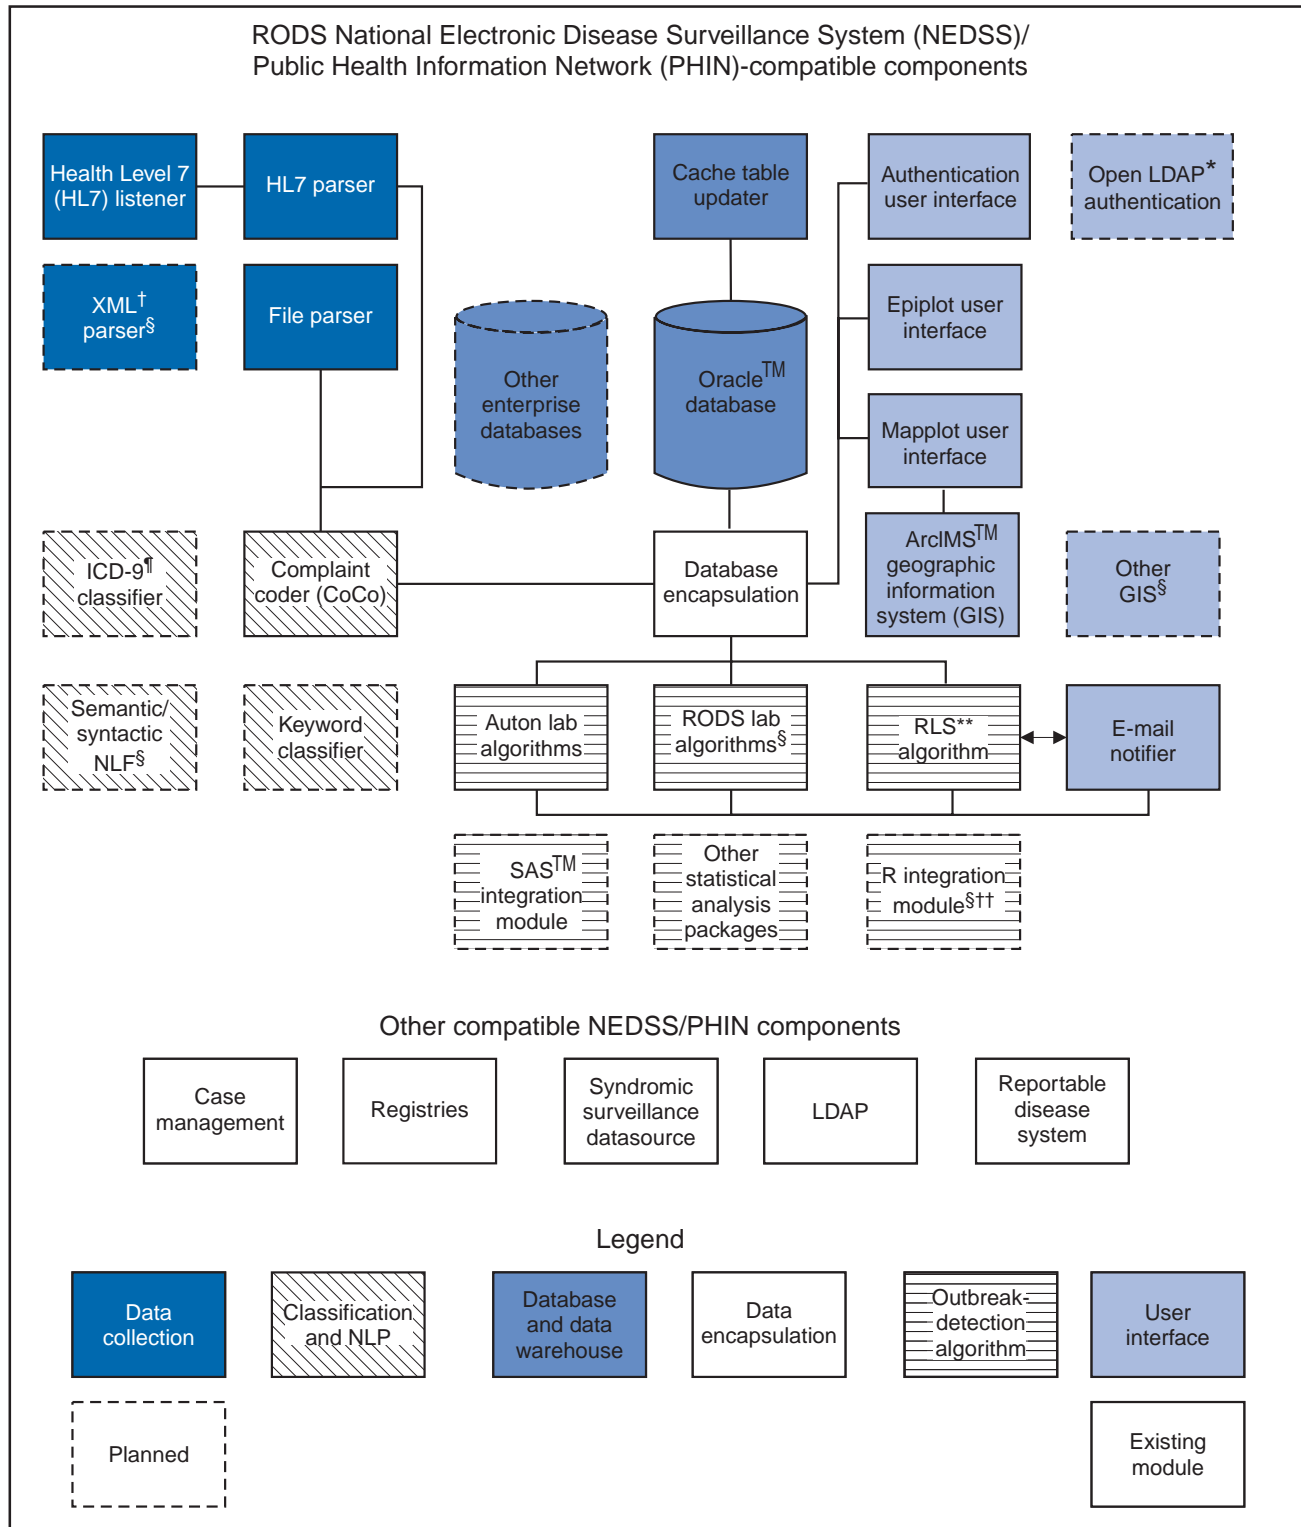 RODS National Electronic Disease Surveillance System (NEDSS)/
Public Health Information Network (PHIN)-compatible components
Health Level 7
(HL7) listener
HL7 parser
Cache table
updater
Authentication
user interface
Open LDAP*
authentication
XML†
parser§
File parser
Other
enterprise
databases
Oracle™
database
Epiplot user
interface
Mapplot user
interface
ICD-9¶
classifier
Complaint
coder (CoCo)
Database
encapsulation
ArcIMS™
geographic
information
system (GIS)
Other
GIS§
Semantic/
syntactic
NLF§
Keyword
classifier
Auton lab
algorithms
RODS lab
algorithms§
RLS**
algorithm
E-mail
notifier
SAS™
integration
module
Other
statistical
analysis
packages
R integration
module§††
Other compatible NEDSS/PHIN components
Case
management
Registries
Syndromic
surveillance
datasource
LDAP
Reportable
disease
system
Legend
Data
collection
Classification
and NLP
Database
and data
warehouse
Data
encapsulation
Outbreak-
detection
algorithm
User
interface
Planned
Existing
module